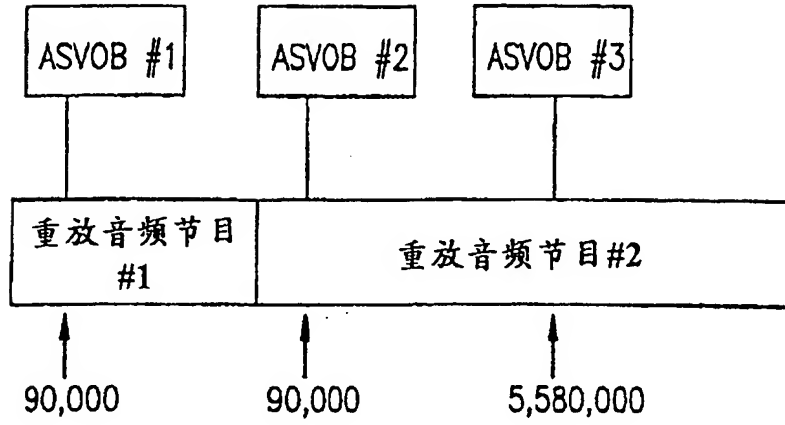 ASVOB #1
ASVOB #2
ASVOB #3
重放音频节目
#1
重放音频节目#2
90,000
90,000
5,580,000